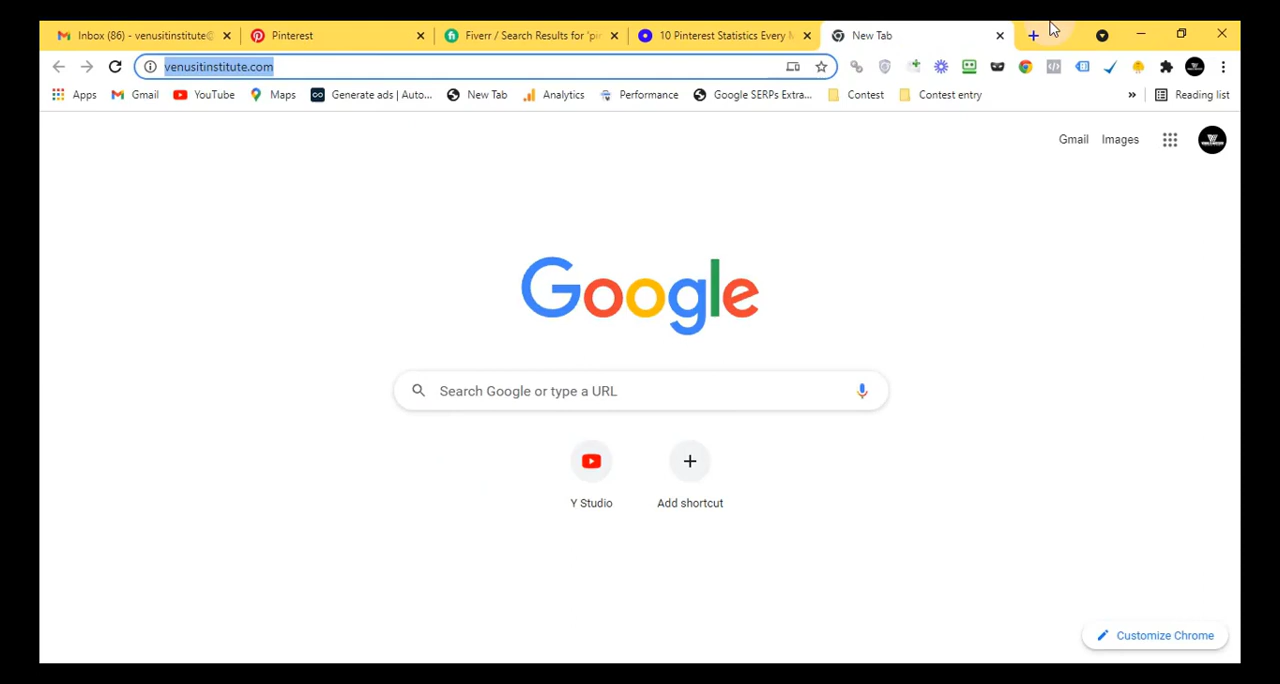 Inbox (86) - venusitinstitute@
Pinterest
Fiverr / Search Results for 'pin
10 Pinterest Statistics Every M
New Tab
venusitinstitute.com
Apps
Gmail
YouTube
Maps
Generate ads | Auto...
New Tab
Analytics
Performance
Google SERPs Extra...
Contest
Contest entry
»
Reading list
Gmail
Images
Google
Search Google or type a URL
Y Studio
Add shortcut
Customize Chrome